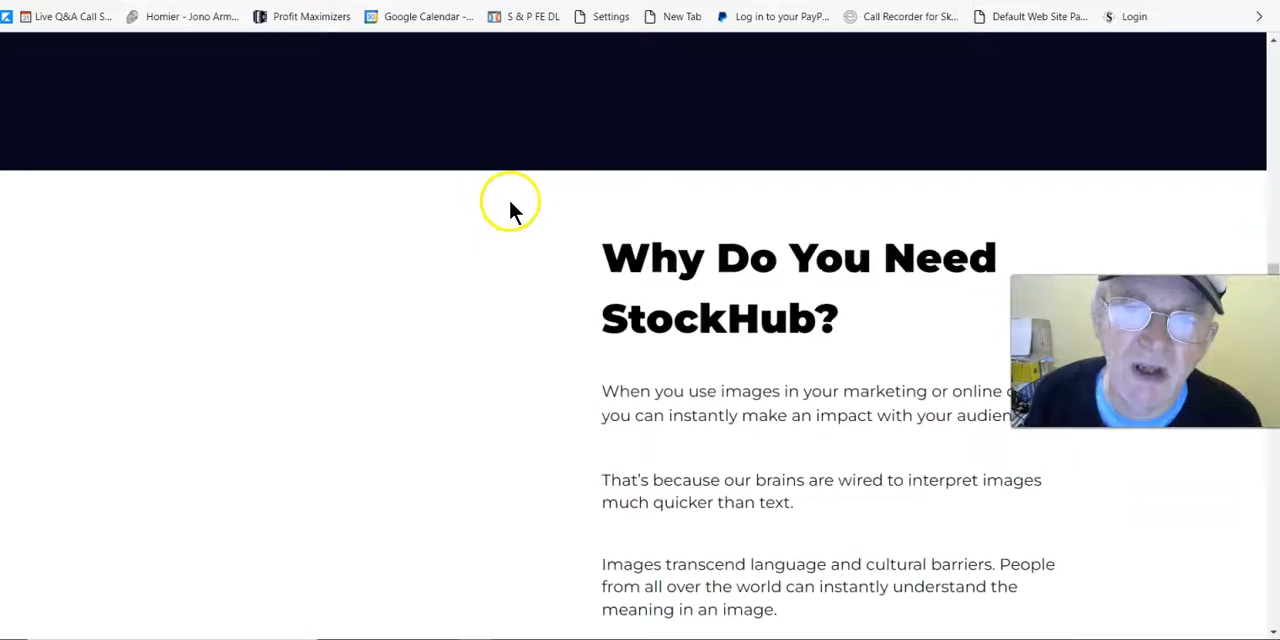 Live Q&A Call S... Homier - Jono Arm... Profit Maximizers Google Calendar -... S & P FE DL Settings New Tab Log in to your PayP... Call Recorder for Sk... Default Web Site Pa... Login
Why Do You Need
StockHub?
When you use images in your marketing or online
you can instantly make an impact with your audien
That's because our brains are wired to interpret images
much quicker than text.
Images transcend language and cultural barriers. People
from all over the world can instantly understand the
meaning in an image.